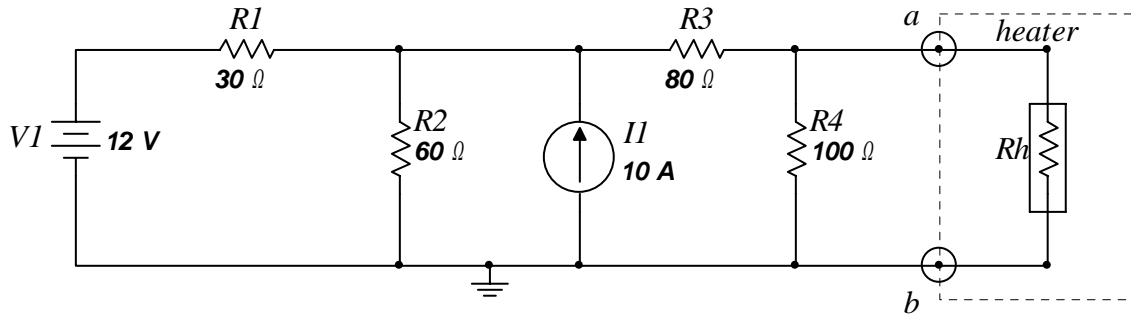 R1
30 Ω
V1
12 V
R2
60 Ω
I1
10 A
R3
80 Ω
R4
100 Ω
a
heater
Rh
b